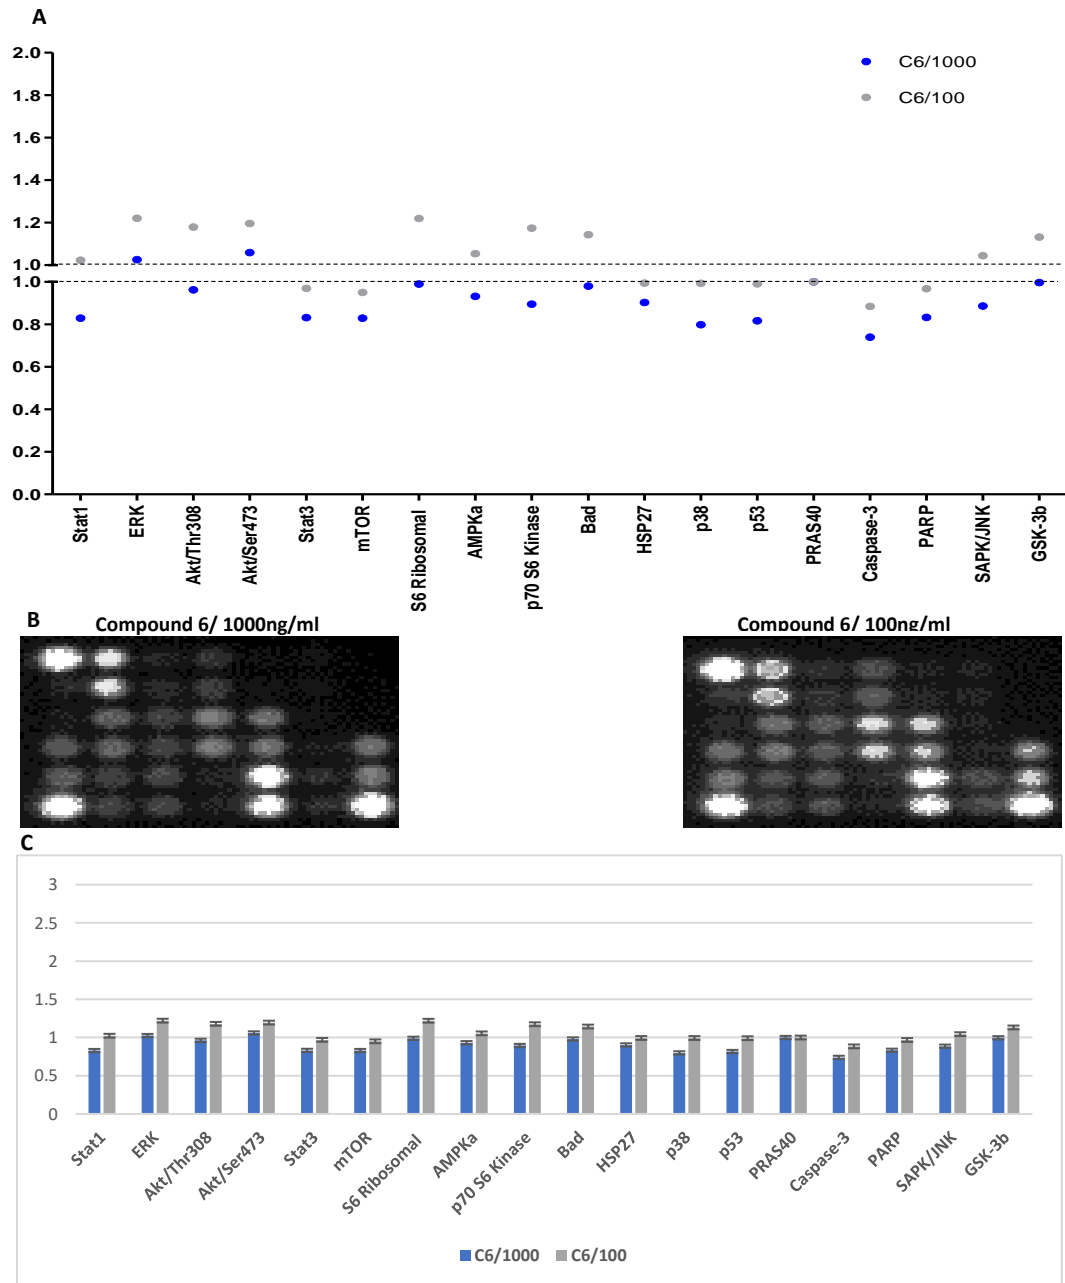 A
2.0
1.8
1.6
1.4
1.2
1.0
1.0
0.8
0.6
0.4
0.2
0.0
C6/1000
C6/100
Stat1
ERK
Akt/Thr308
Akt/Ser473
Stat3
mTOR
S6 Ribosomal
AMPKa
p70 S6 Kinase
Bad
HSP27
p38
p53
PRAS40
Caspase-3
PARP
SAPK/JNK
GSK-3b
B
Compound 6/ 1000ng/ml
Compound 6/ 100ng/ml
C
3
2.5
2
1.5
1
0.5
0
Stat1
ERK
Akt/Thr308
Akt/Ser473
Stat3
mTOR
S6 Ribosomal
AMPKa
p70 S6 Kinase
Bad
HSP27
p38
p53
PRAS40
Caspase-3
PARP
SAPK/JNK
GSK-3b
C6/1000 C6/100